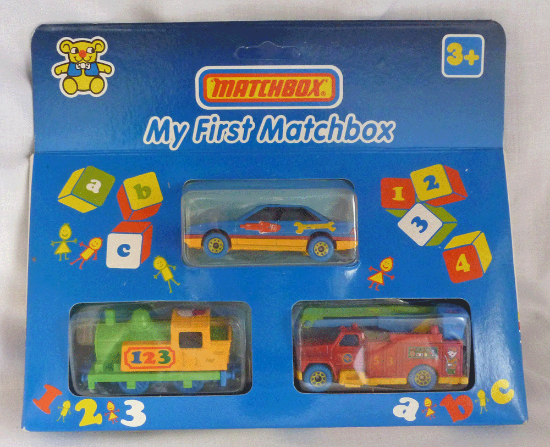 3+
MATCHBOX
My First Matchbox
a b
c
1 2
3
4
123
1 2 3
a b c